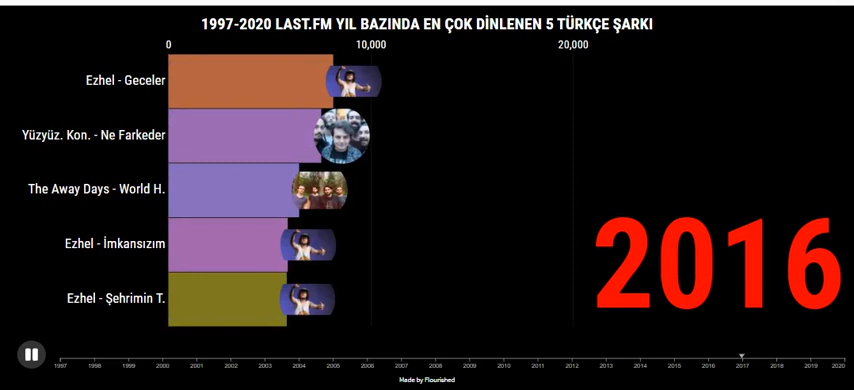 1997-2020 LAST.FM YIL BAZINDA EN ÇOK DİNLENEN 5 TÜRKÇE ŞARKI
0 10,000 20,000
Ezhel - Geceler
Yüzyüz. Kon. - Ne Farkeder
The Away Days - World H.
Ezhel - İmkansızım
Ezhel - Şehrimin T.
2016
1997 1998 1999 2000 2001 2002 2003 2004 2005 2006 2007 2008 2009 2010 2011 2012 2013 2014 2015 2016 2017 2018 2019 2020
Made by Flourished